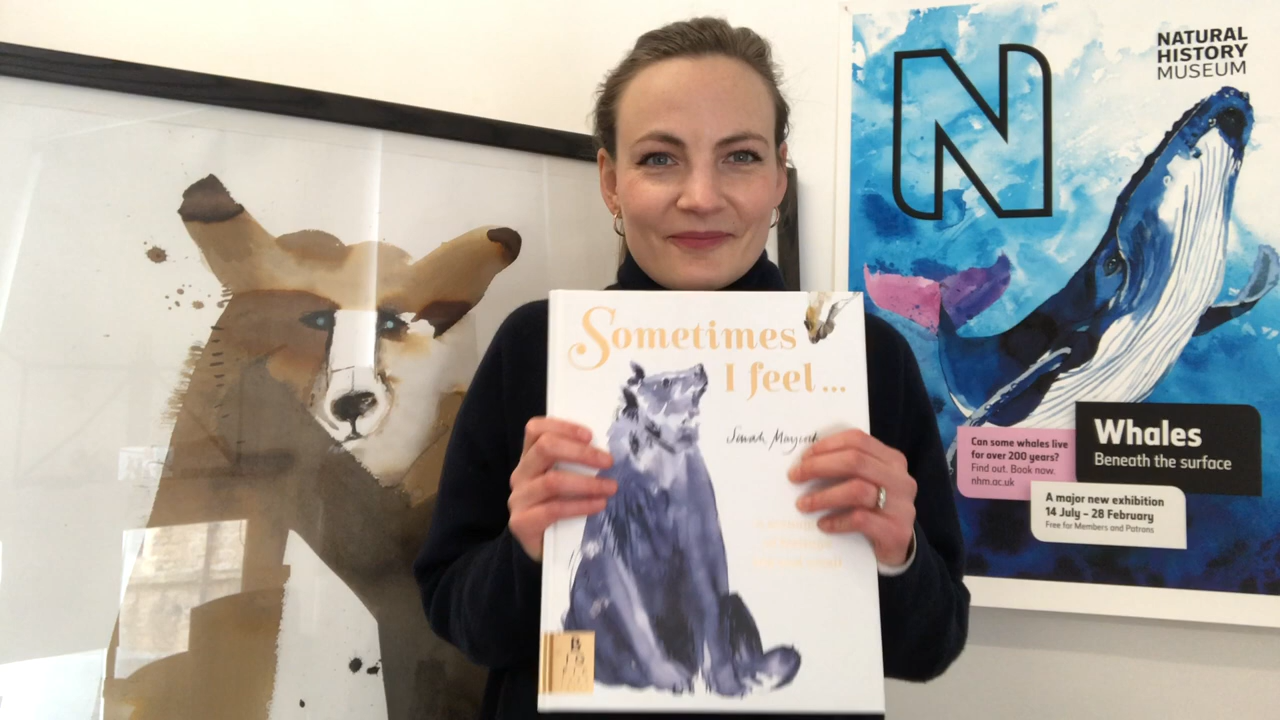 Sometimes
I feel ...
Sarah Maycock
N
NATURAL
HISTORY
MUSEUM
Whales
Beneath the surface
Can some whales live
for over 200 years?
Find out. Book now.
nhm.ac.uk
A major new exhibition
14 July – 28 February
Free for Members and Patrons